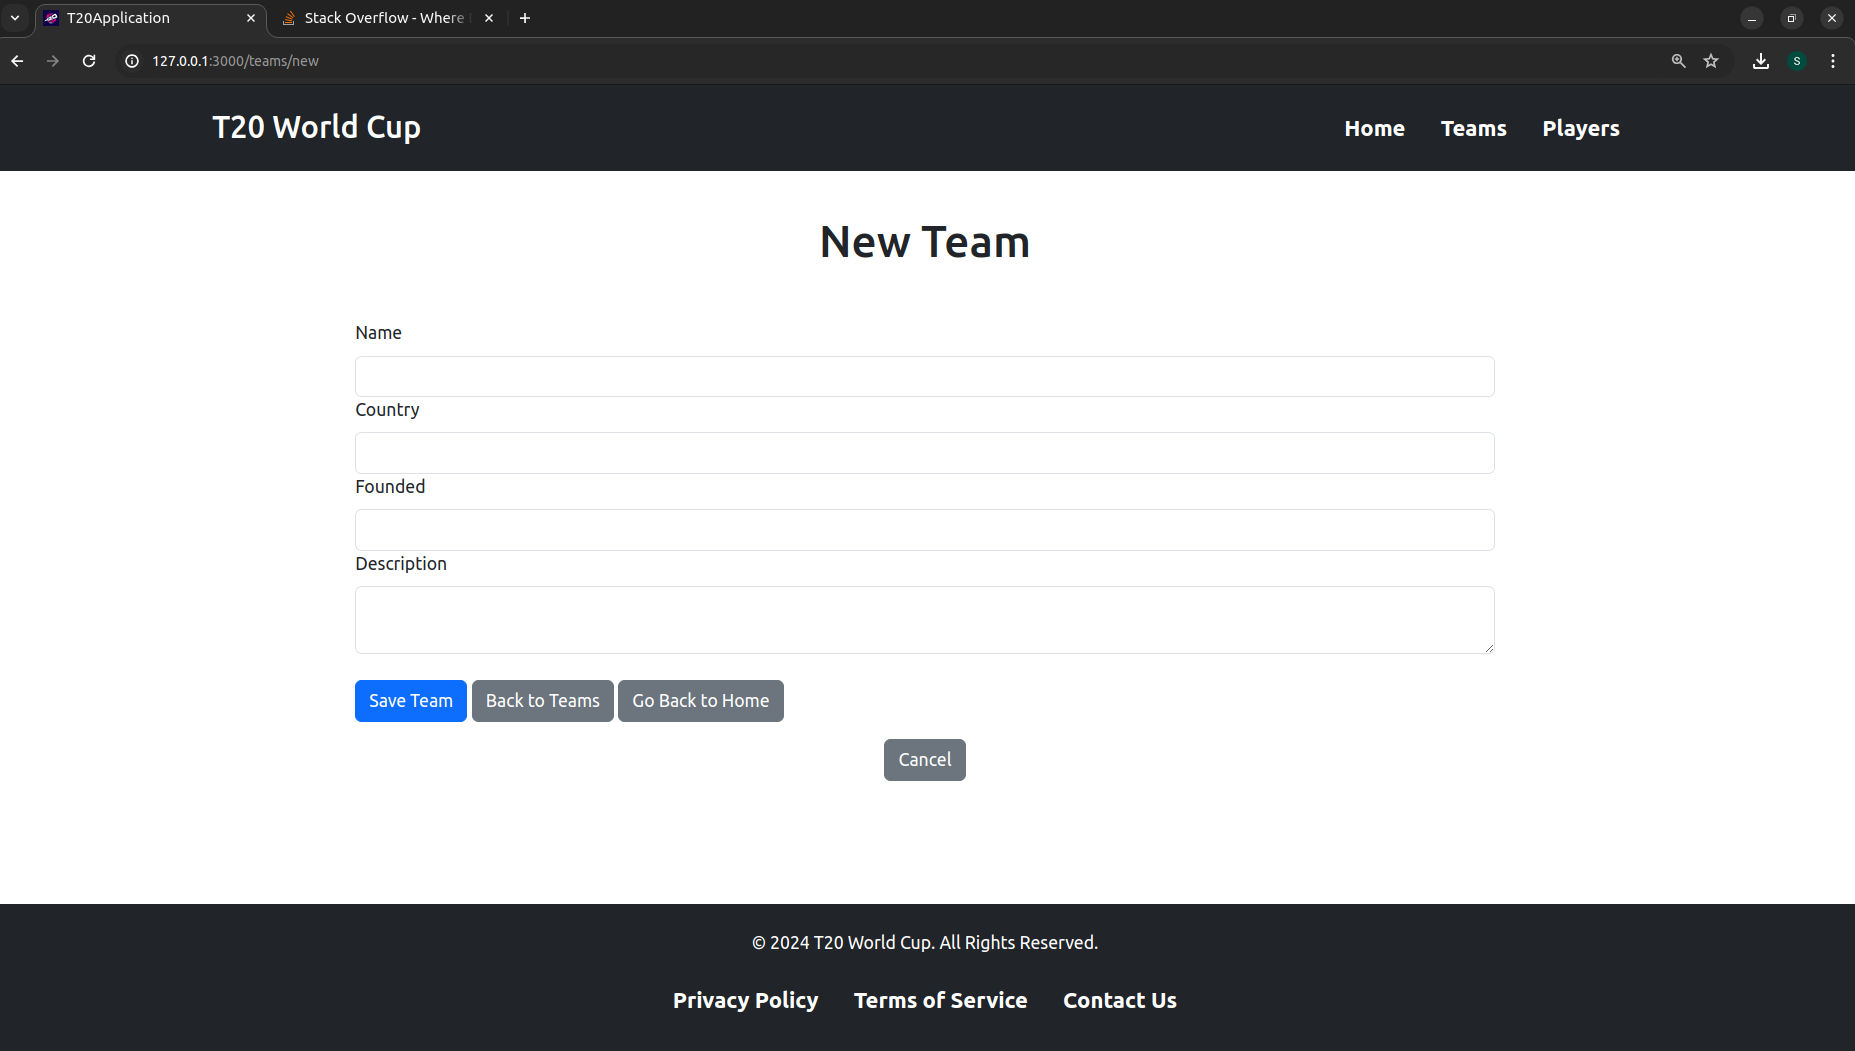 T20Application
Stack Overflow - Where
127.0.0.1:3000/teams/new
S
T20 World Cup
Home Teams Players
New Team
Name
Country
Founded
Description
Save Team Back to Teams Go Back to Home
Cancel
© 2024 T20 World Cup. All Rights Reserved.
Privacy Policy Terms of Service Contact Us